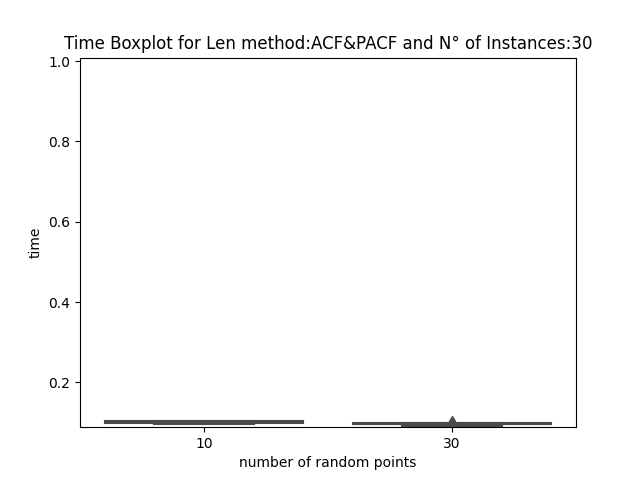 Time Boxplot for Len method:ACF&PACF and N° of Instances:30
1.0
0.8
0.6
0.4
0.2
time
10 30
number of random points